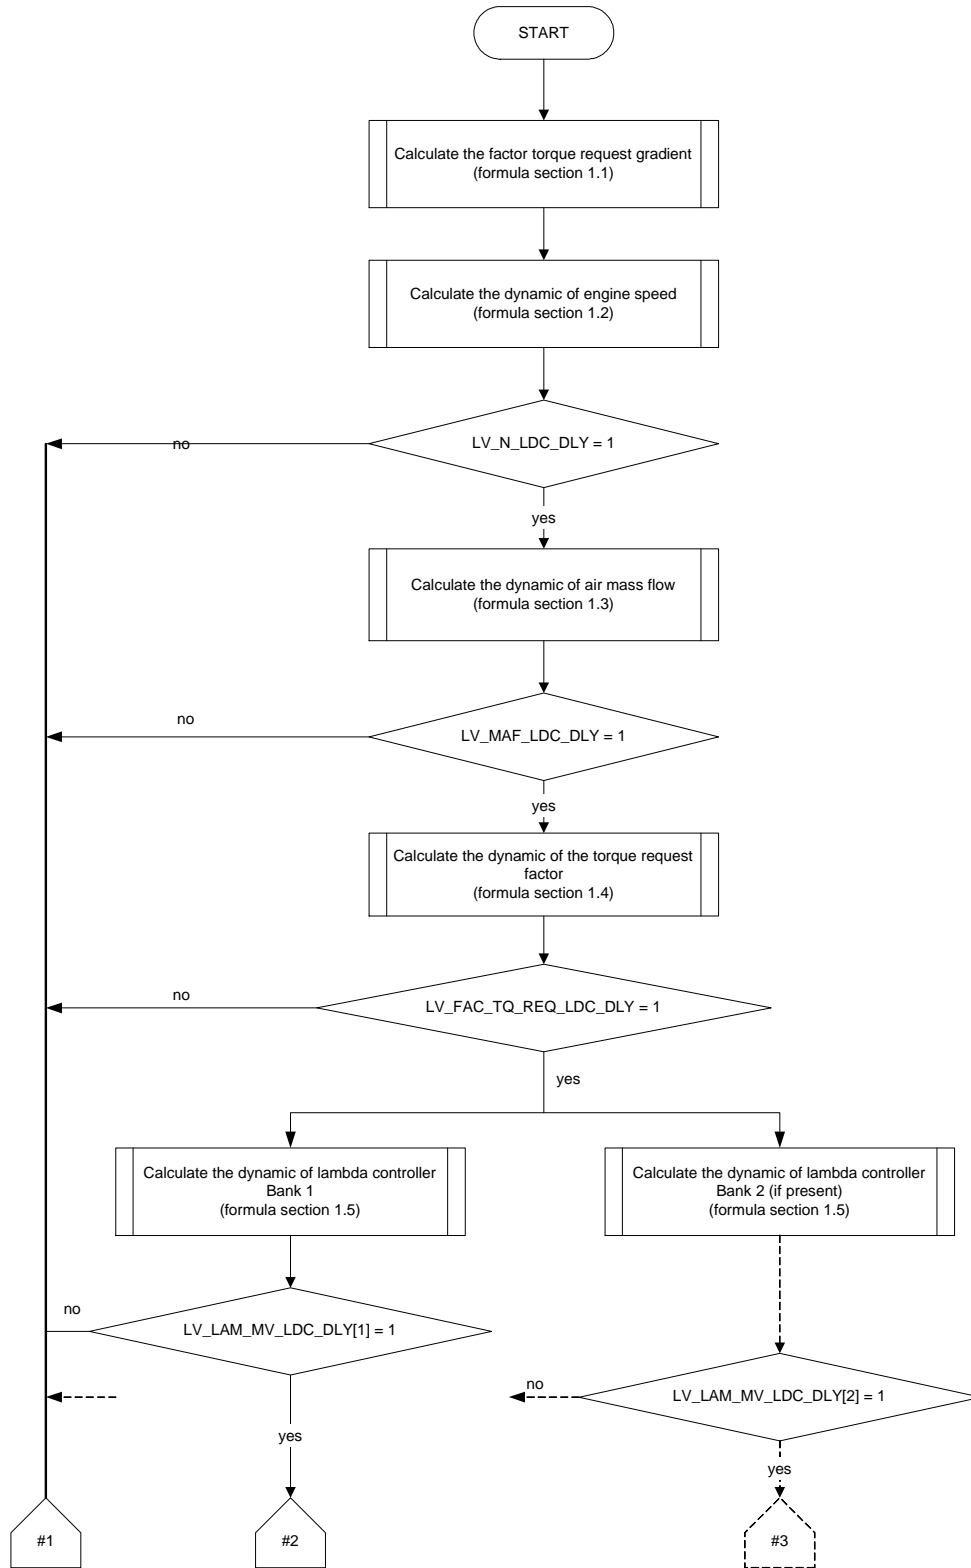 START
Calculate the factor torque request gradient
(formula section 1.1)
Calculate the dynamic of engine speed
(formula section 1.2)
LV_N_LDC_DLY = 1
no
yes
Calculate the dynamic of air mass flow
(formula section 1.3)
no
LV_MAF_LDC_DLY = 1
yes
Calculate the dynamic of the torque request
factor
(formula section 1.4)
no
LV_FAC_TQ_REQ_LDC_DLY = 1
yes
Calculate the dynamic of lambda controller
Bank 1
(formula section 1.5)
Calculate the dynamic of lambda controller
Bank 2 (if present)
(formula section 1.5)
no
LV_LAM_MV_LDC_DLY[1] = 1
no
LV_LAM_MV_LDC_DLY[2] = 1
yes
yes
#1
#2
#3